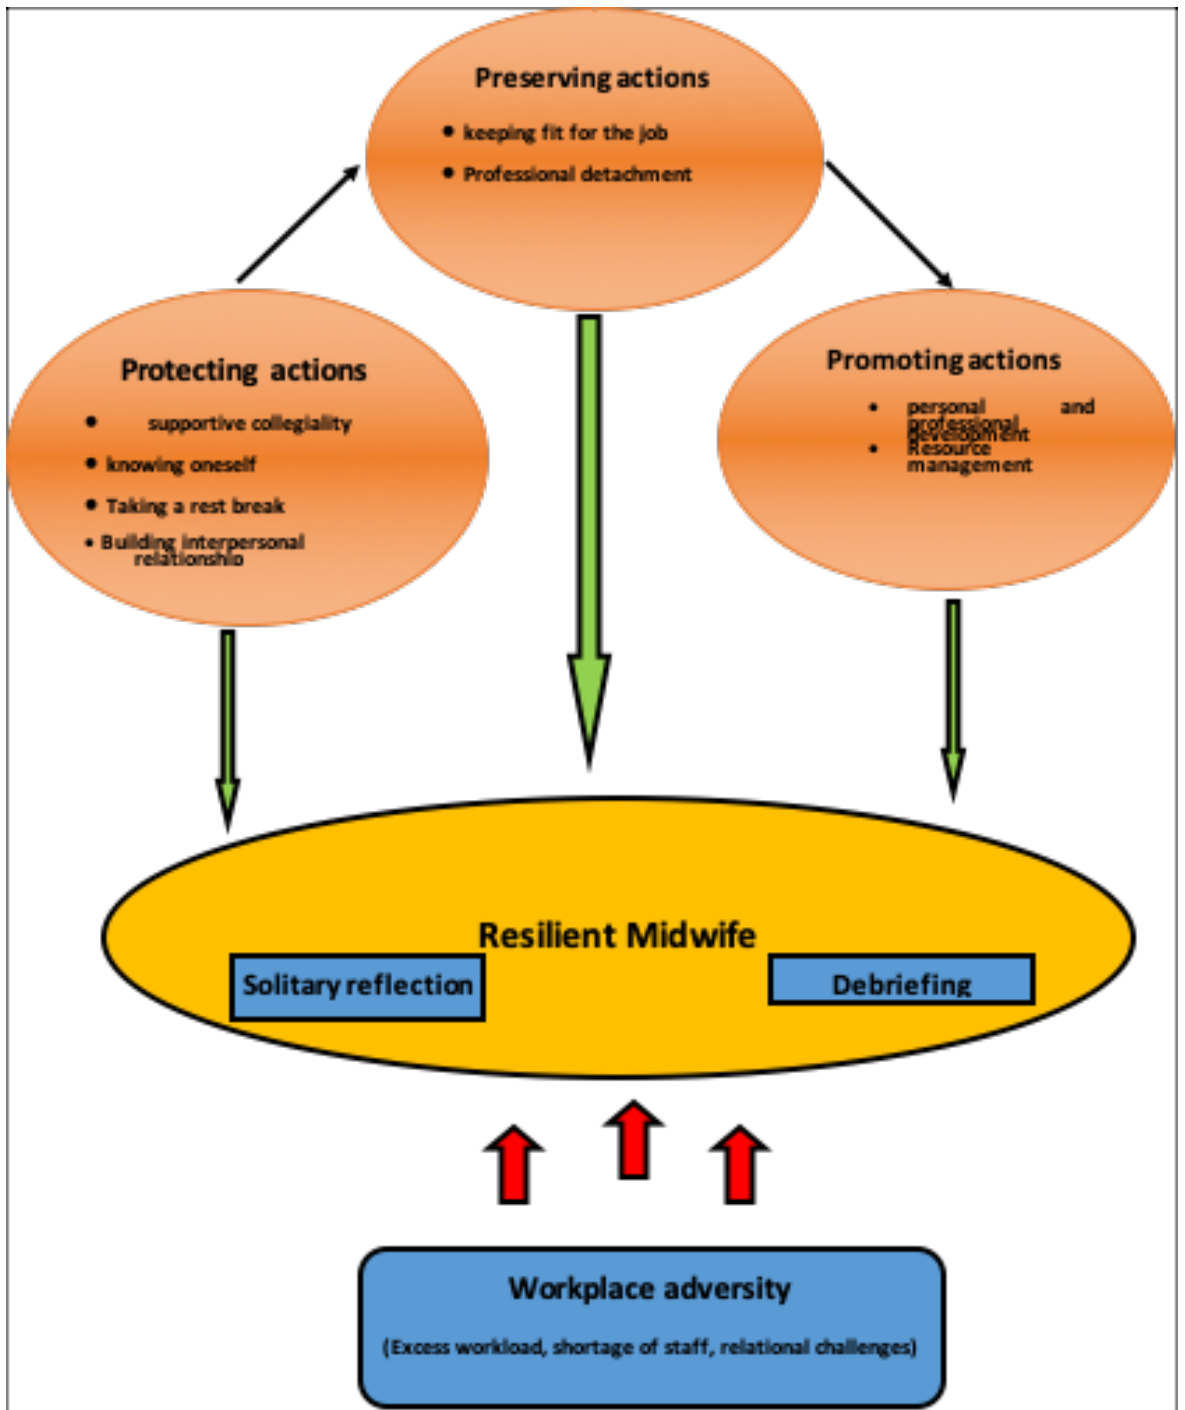 Preserving actions
• keeping fit for the job
• Professional detachment
Protecting actions
• supportive collegiality
• knowing oneself
• Taking a rest break
• Building interpersonal
relationship
Promoting actions
• personal and
professional
development
• Resource
management
Resilient Midwife
Solitary reflection
Debriefing
Workplace adversity
(Excess workload, shortage of staff, relational challenges)